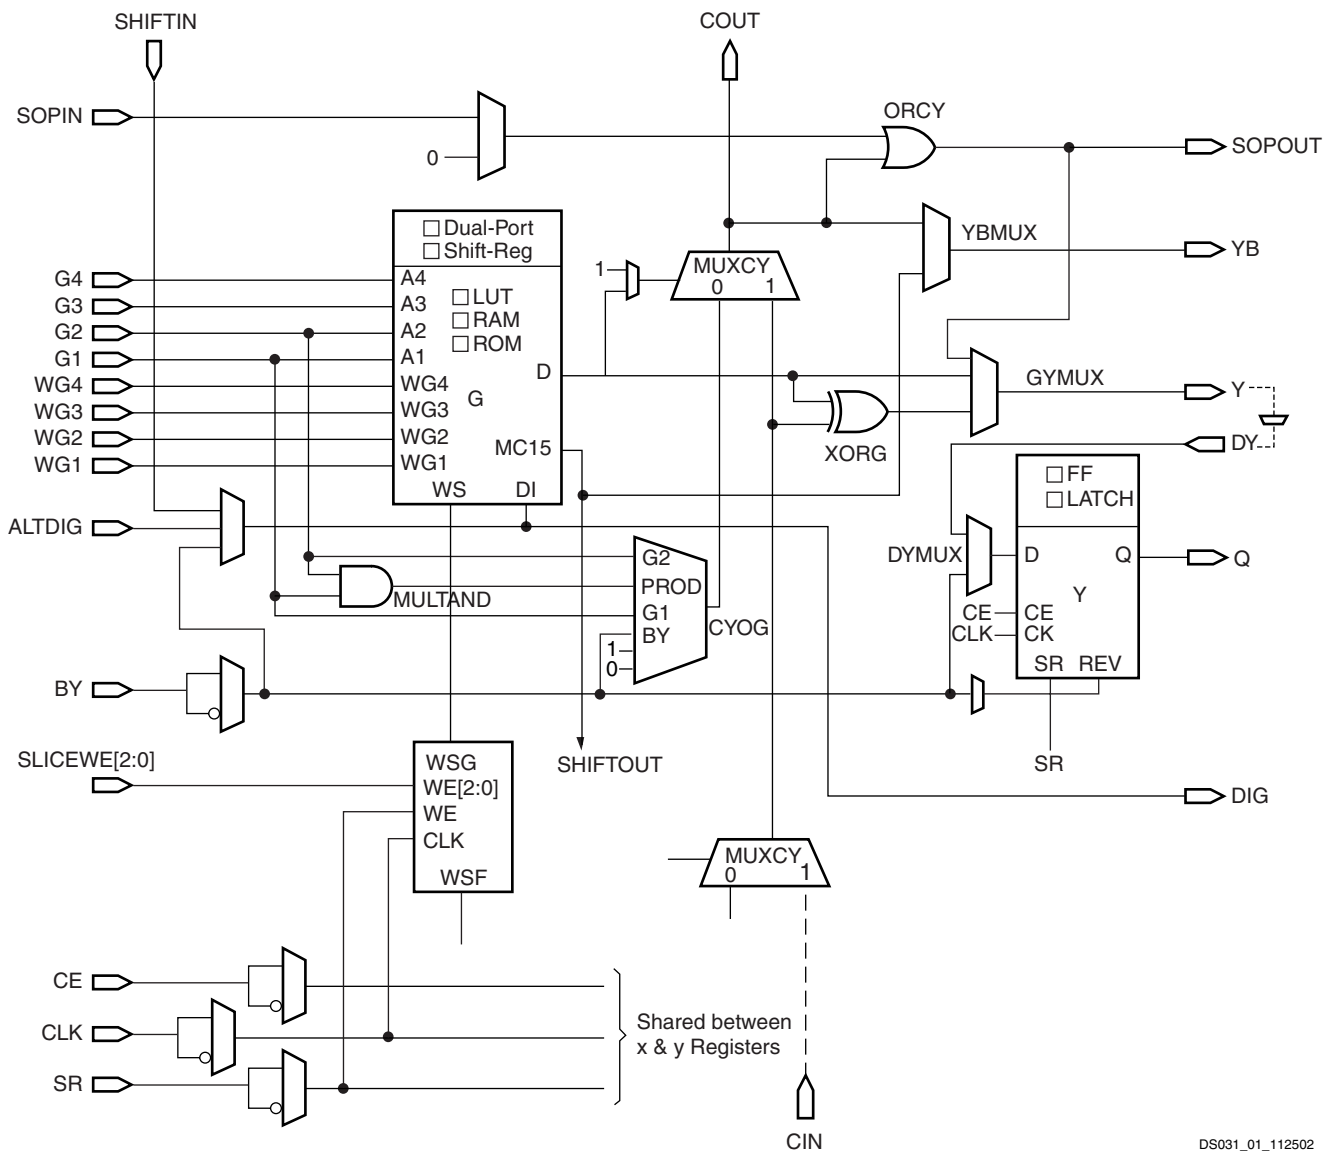 SHIFTIN
COUT
SOPIN
0
ORCY
SOPOUT
Dual-Port
Shift-Reg
YBMUX
YB
G4
A4
G3
A3
G2
A2
G1
A1
WG4
WG4
WG3
WG3
WG2
WG2
WG1
WG1
LUT
RAM
ROM
D
G
MC15
WS
DI
1
MUXCY
0 1
GYMUX
Y
DY
XORG
FF
LATCH
DYMUX
D
Q
Q
Y
CE
CE
CLK
CK
SR
REV
SR
ALTDIG
MULTAND
G2
PROD
G1
BY
1
0
CYOG
BY
SHIFTOUT
SLICEWE[2:0]
WSG
WE[2:0]
WE
CLK
WSF
DIG
MUXCY
0 1
CE
CLK
SR
Shared between
x & y Registers
CIN
DS031_01_112502